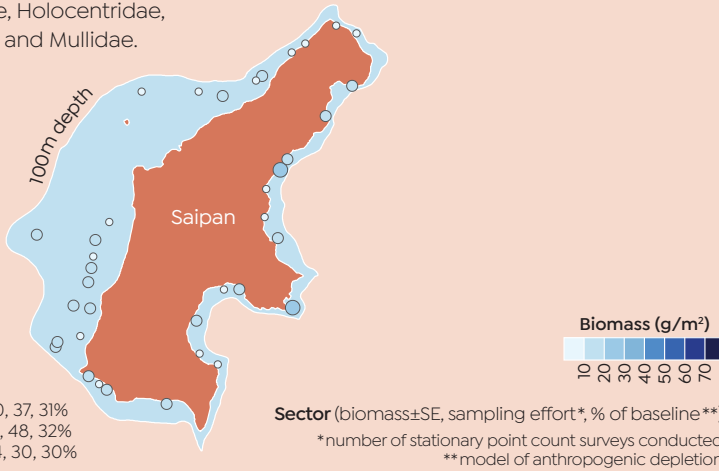 Holocentridae,
and Mullidae.
100m depth
Saipan
Biomass (g/m²)
10 20 30 40 50 60 70
37, 31%
48, 32%
30, 30%
Sector (biomass±SE, sampling effort*, % of baseline**)
*number of stationary point count surveys conducted
**model of anthropogenic depletion